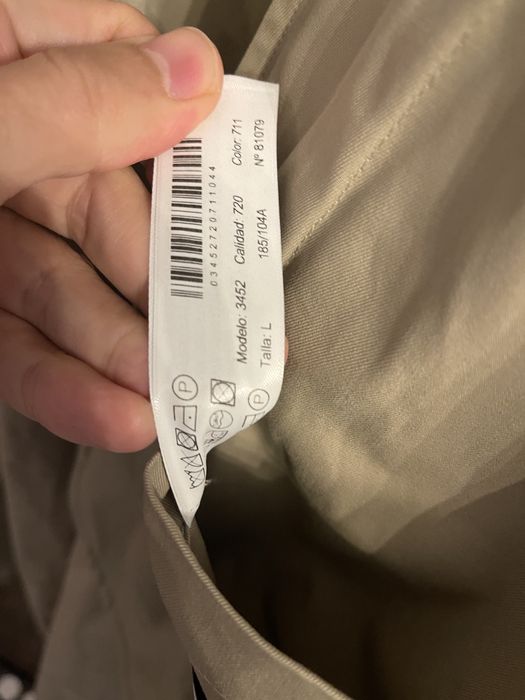 03452720711044
Modelo: 3452 Calidad: 720 Color: 711
Talla: L 185/104A Nº 81079
P
P